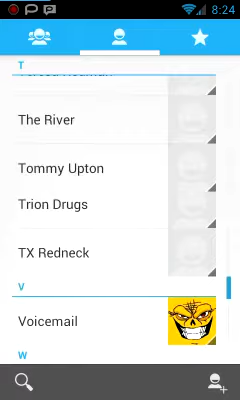 8:24
T
The River
Tommy Upton
Trion Drugs
TX Redneck
V
Voicemail
W